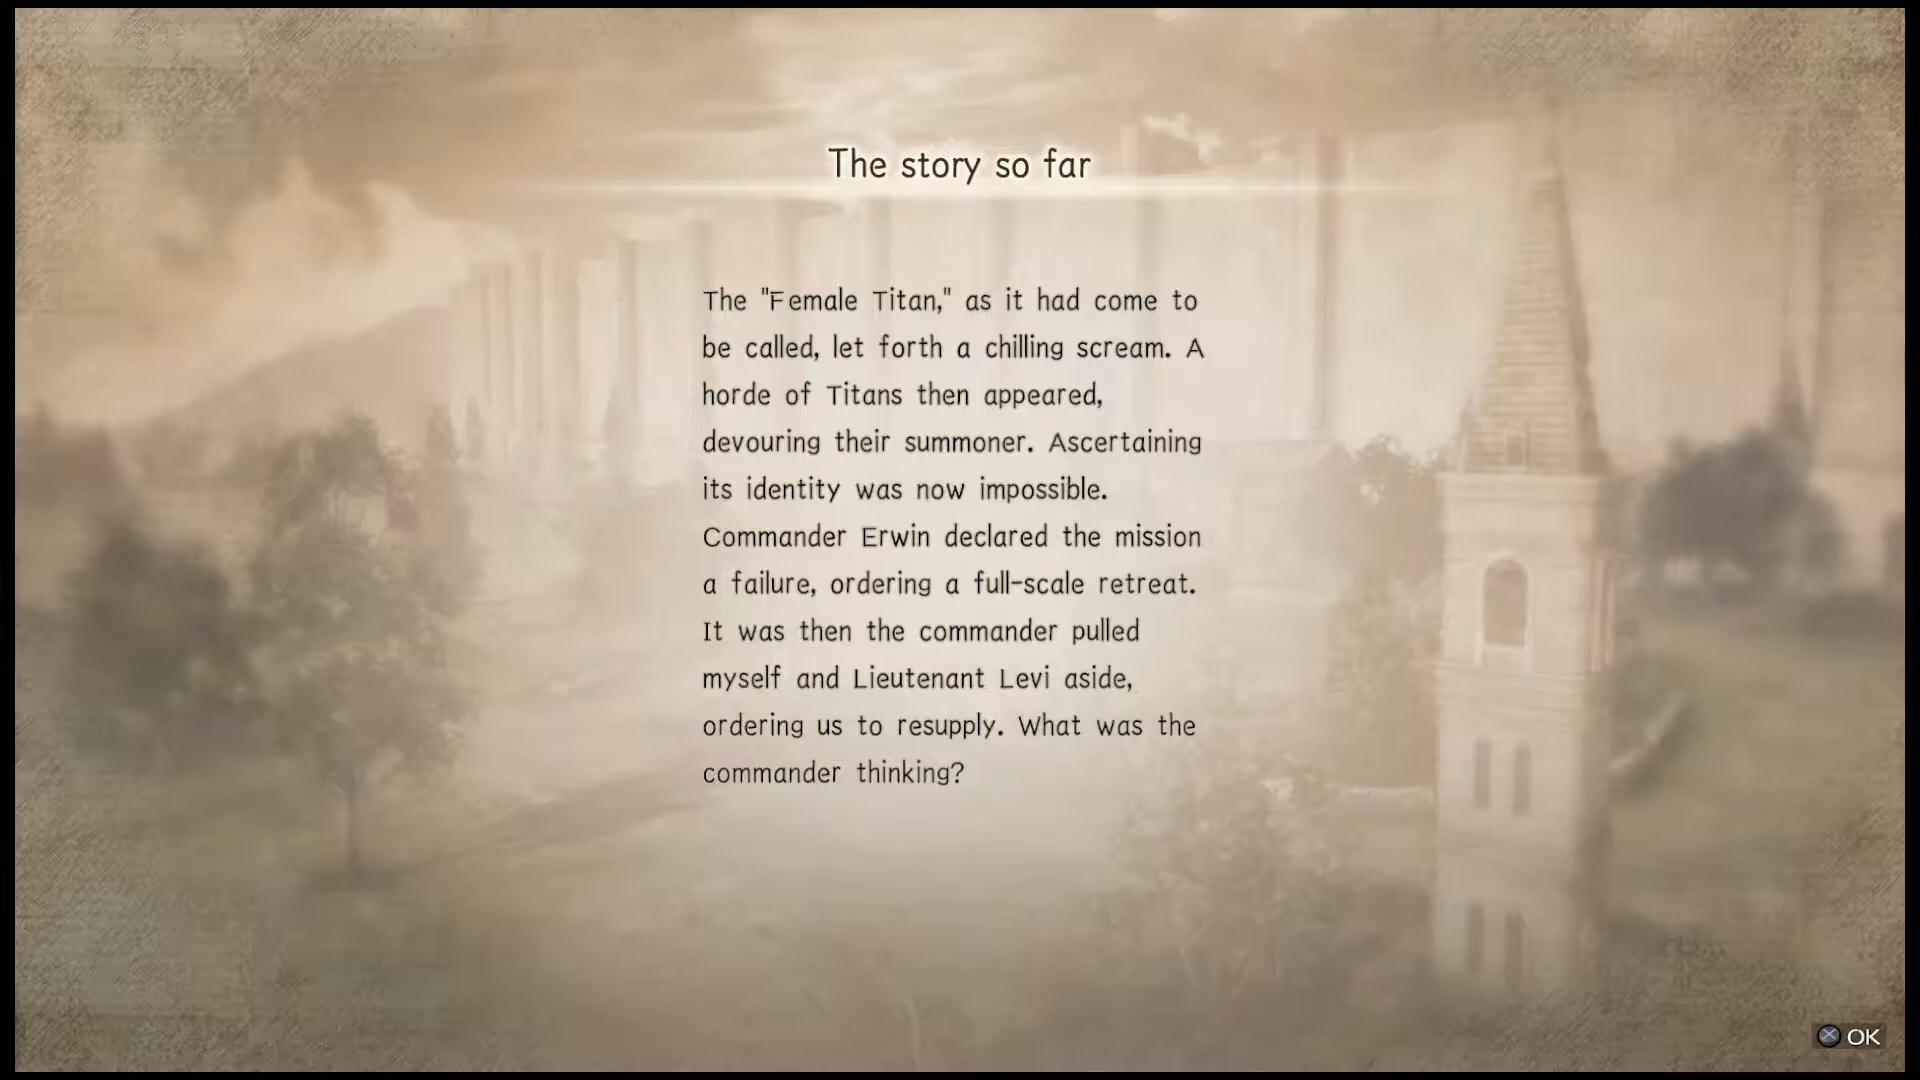 The story so far
The "Female Titan," as it had come to
be called, let forth a chilling scream. A
horde of Titans then appeared,
devouring their summoner. Ascertaining
its identity was now impossible.
Commander Erwin declared the mission
a failure, ordering a full-scale retreat.
It was then the commander pulled
myself and Lieutenant Levi aside,
ordering us to resupply. What was the
commander thinking?
OK